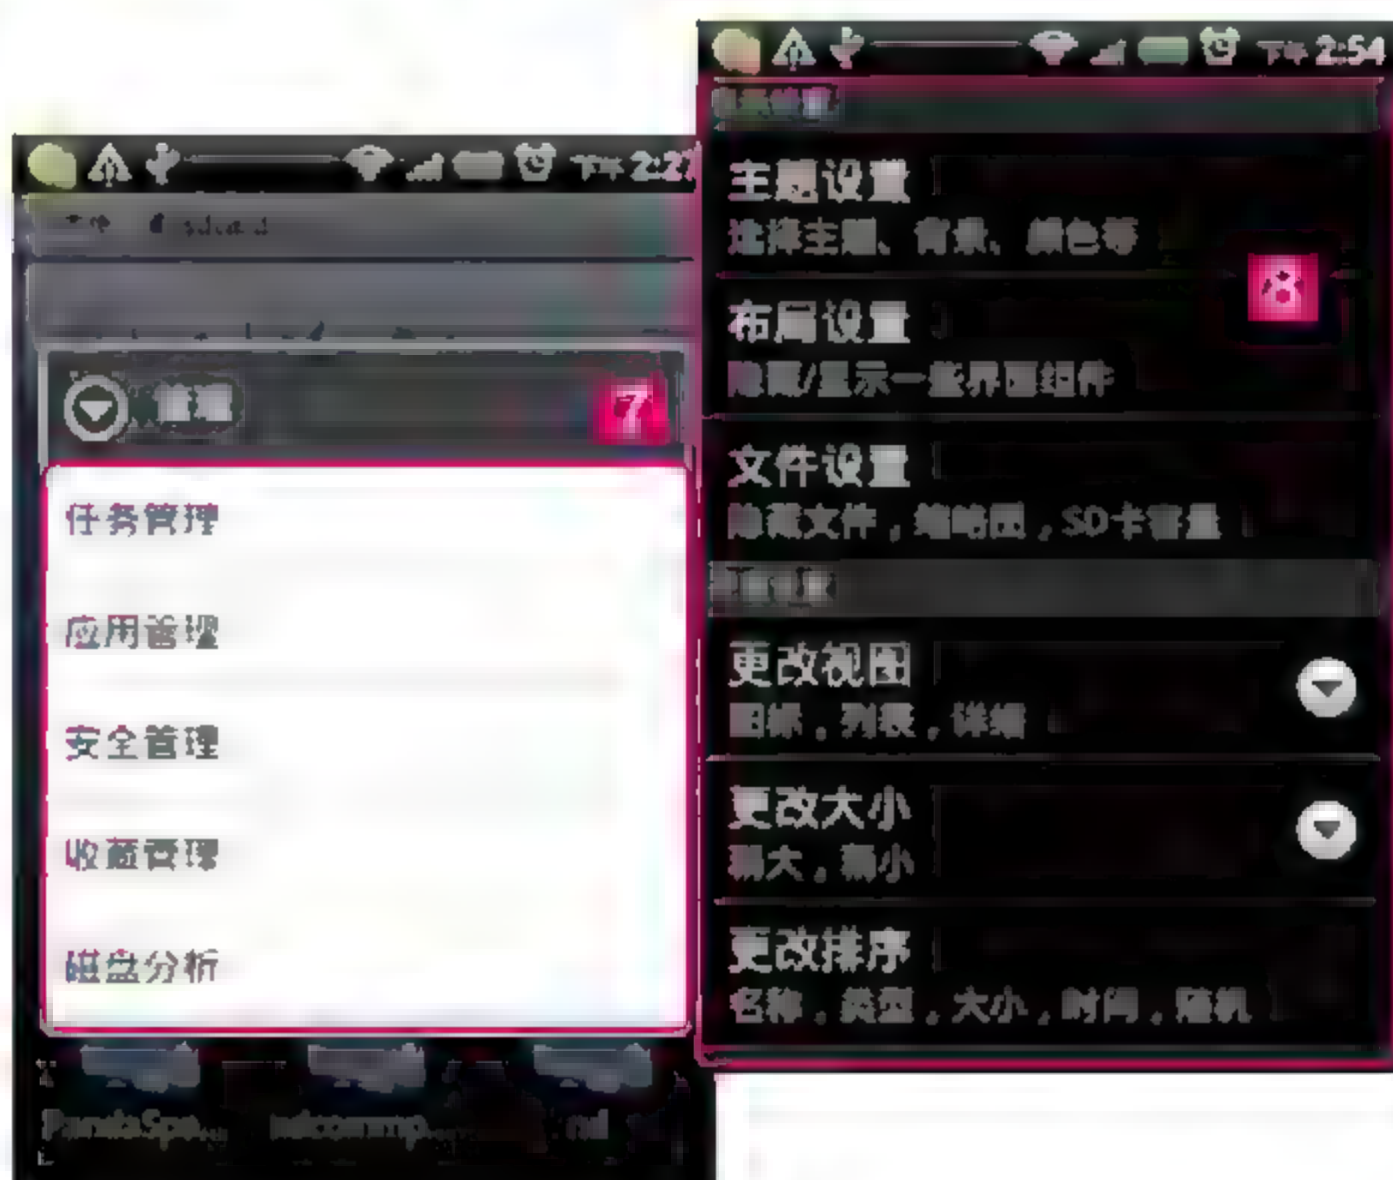 下午 2:27
7
任务管理
应用管理
安全管理
收藏管理
磁盘分析
PandaSpa...
下午 2:54
主题设置
选择主题、背景、颜色等
8
布局设置
隐藏/显示一些界面组件
文件设置
隐藏文件，缩略图，SD卡容量
更改视图
图标，列表，详细
更改大小
大，小
更改排序
名称，类型，大小，时间，随机